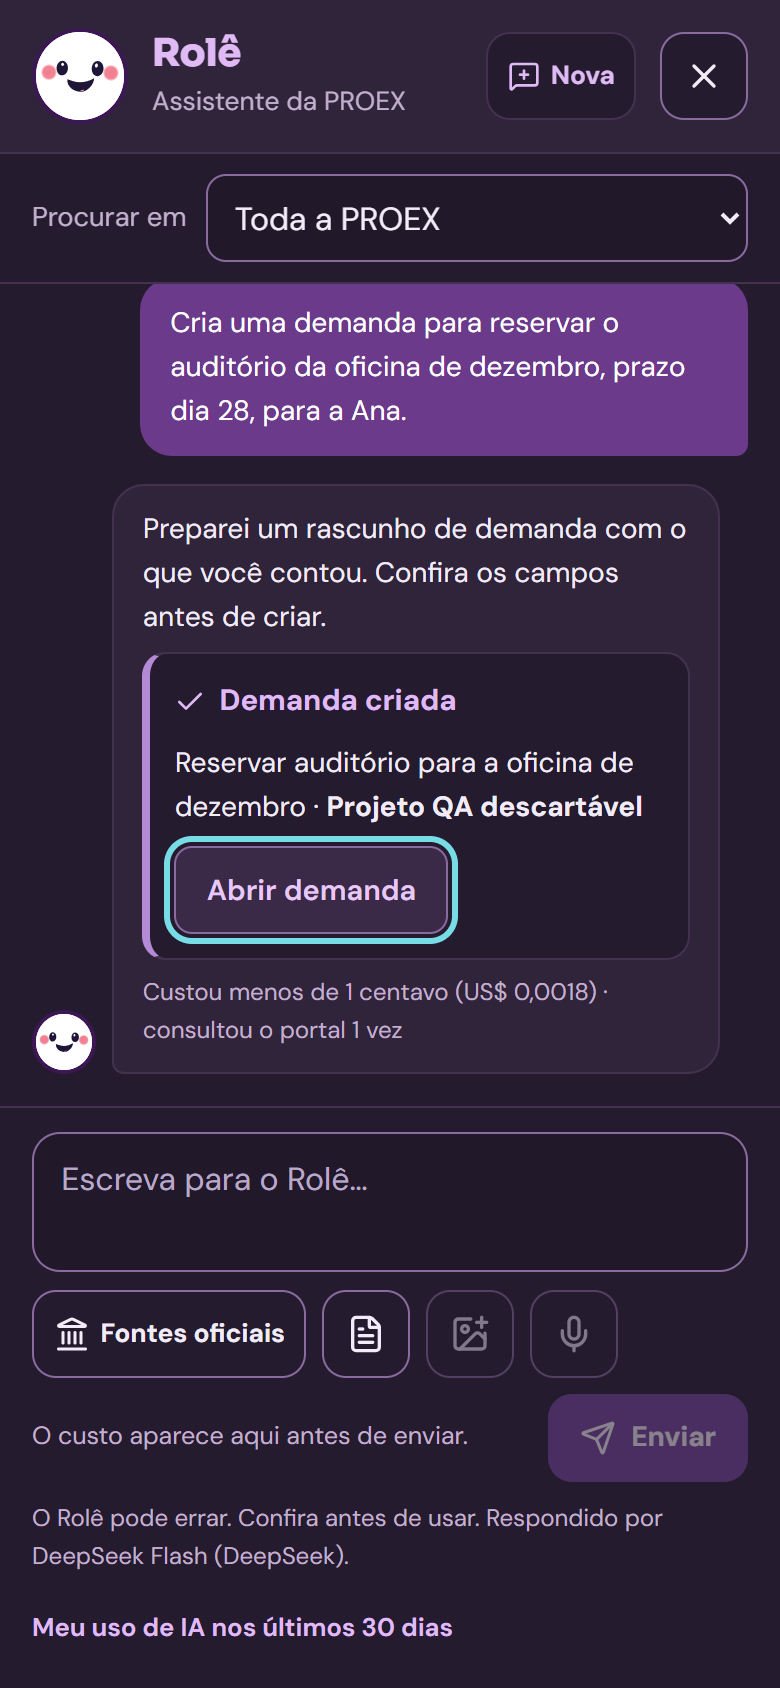 Rolê
Assistente da PROEX
Nova
Procurar em
Toda a PROEX
Cria uma demanda para reservar o
auditório da oficina de dezembro, prazo
dia 28, para a Ana.
Preparei um rascunho de demanda com o
que você contou. Confira os campos
antes de criar.
Demanda criada
Reservar auditório para a oficina de
dezembro · Projeto QA descartável
Abrir demanda
Custou menos de 1 centavo (US$ 0,0018) ·
consultou o portal 1 vez
Escreva para o Rolê...
Fontes oficiais
O custo aparece aqui antes de enviar.
Enviar
O Rolê pode errar. Confira antes de usar. Respondido por
DeepSeek Flash (DeepSeek).
Meu uso de IA nos últimos 30 dias